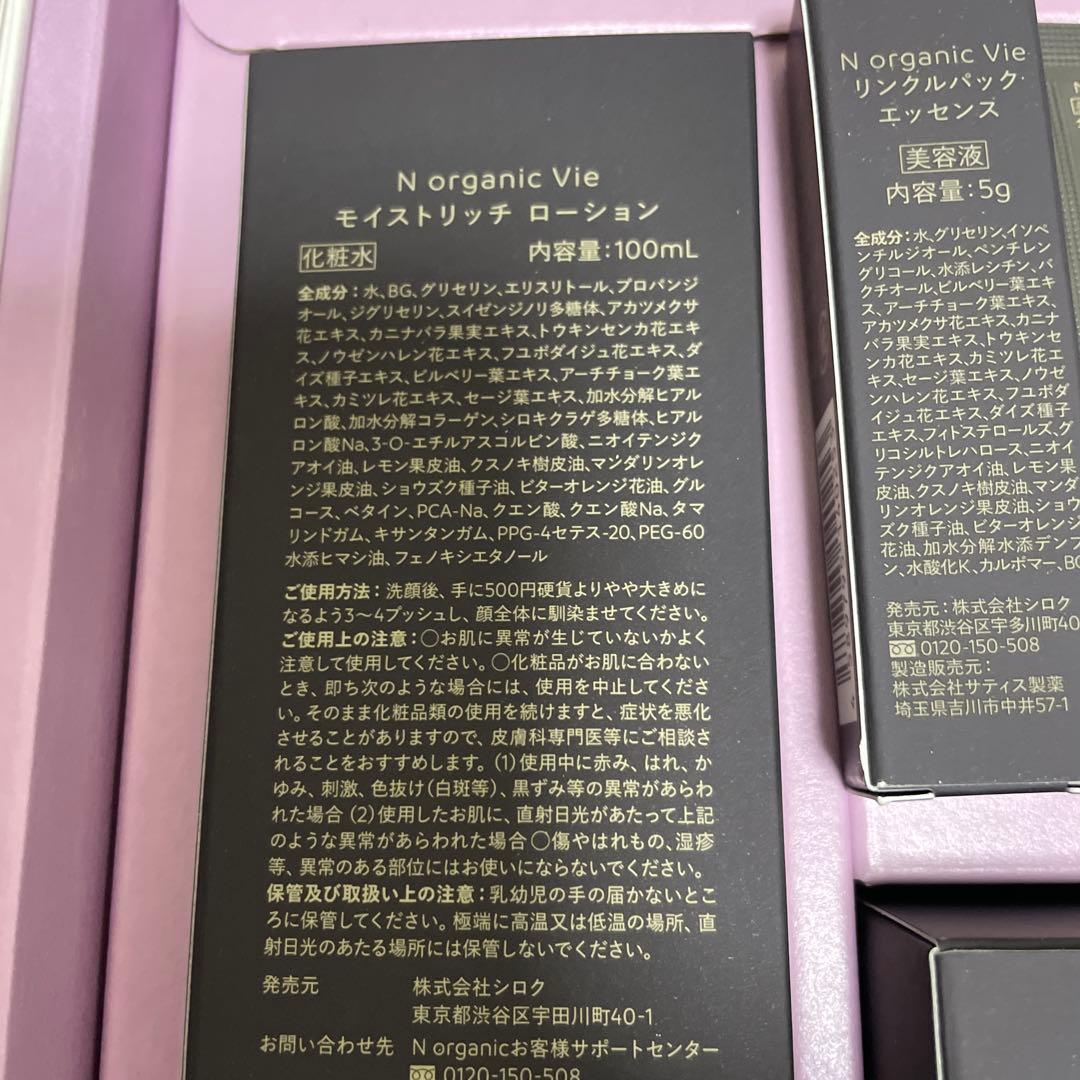 N organic Vie
モイストリッチ ローション
化粧水 内容量:100mL
全成分:水、BG、グリセリン、エリスリトール、プロパンジ
オール、ジグリセリン、スイゼンジノリ多糖体、アカツメクサ
花エキス、カニナバラ果実エキス、トウキンセンカ花エキ
ス、ノウゼンハレン花エキス、フユボダイジュ花エキス、ダ
イズ種子エキス、ビルベリー葉エキス、アーチチョーク葉エ
キス、カミツレ花エキス、セージ葉エキス、加水分解ヒアル
ロン酸、加水分解コラーゲン、シロキクラゲ多糖体、ヒアル
ロン酸Na、3-O-エチルアスコルビン酸、ニオイテンジク
アオイ油、レモン果皮油、クスノキ樹皮油、マンダリンオレ
ンジ果皮油、ショウズク種子油、ビターオレンジ花油、グル
コース、ベタイン、PCA-Na、クエン酸、クエン酸Na、タマ
リンドガム、キサンタンガム、PPG-4セテス-20、PEG-60
水添ヒマシ油、フェノキシエタノール
ご使用方法:洗顔後、手に500円硬貨よりやや大きめに
なるよう3〜4プッシュし、顔全体に馴染ませてください。
ご使用上の注意:○お肌に異常が生じていないかよく
注意して使用してください。○化粧品がお肌に合わない
とき、即ち次のような場合には、使用を中止してくださ
い。そのまま化粧品類の使用を続けますと、症状を悪化
させることがありますので、皮膚科専門医等にご相談さ
れることをおすすめします。(1)使用中に赤み、はれ、か
ゆみ、刺激、色抜け(白斑等)、黒ずみ等の異常があらわ
れた場合 (2)使用したお肌に、直射日光があたって上記
のような異常があらわれた場合 ○傷やはれもの、湿疹
等、異常のある部位にはお使いにならないでください。
保管及び取扱い上の注意:乳幼児の手の届かないとこ
ろに保管してください。極端に高温又は低温の場所、直
射日光のあたる場所には保管しないでください。
発売元 株式会社シロク
東京都渋谷区宇田川町40-1
お問い合わせ先 N organicお客様サポートセンター
0120-150-508
N organic Vie
リンクルパック
エッセンス
美容液
内容量:5g
全成分:水、グリセリン、イソペ
ンチルジオール、ペンチレン
グリコール、水添レシチン、バ
クチオール、ビルベリー葉エキ
ス、アーチチョーク葉エキス、
アカツメクサ花エキス、カニナ
バラ果実エキス、トウキンセ
ンカ花エキス、カミツレ花エ
キス、セージ葉エキス、ノウゼ
ンハレン花エキス、フユボダ
イジュ花エキス、ダイズ種子
エキス、フィトステロールズ、グ
リコシルトレハロース、ニオイ
テンジクアオイ油、レモン果
皮油、クスノキ樹皮油、マンダ
リンオレンジ果皮油、ショウ
ズク種子油、ビターオレンジ
花油、加水分解水添デンプ
ン、水酸化K、カルボマー、BG
発売元:株式会社シロク
東京都渋谷区宇多川町40
0120-150-508
製造販売元:
株式会社サティス製薬
埼玉県吉川市中井57-1